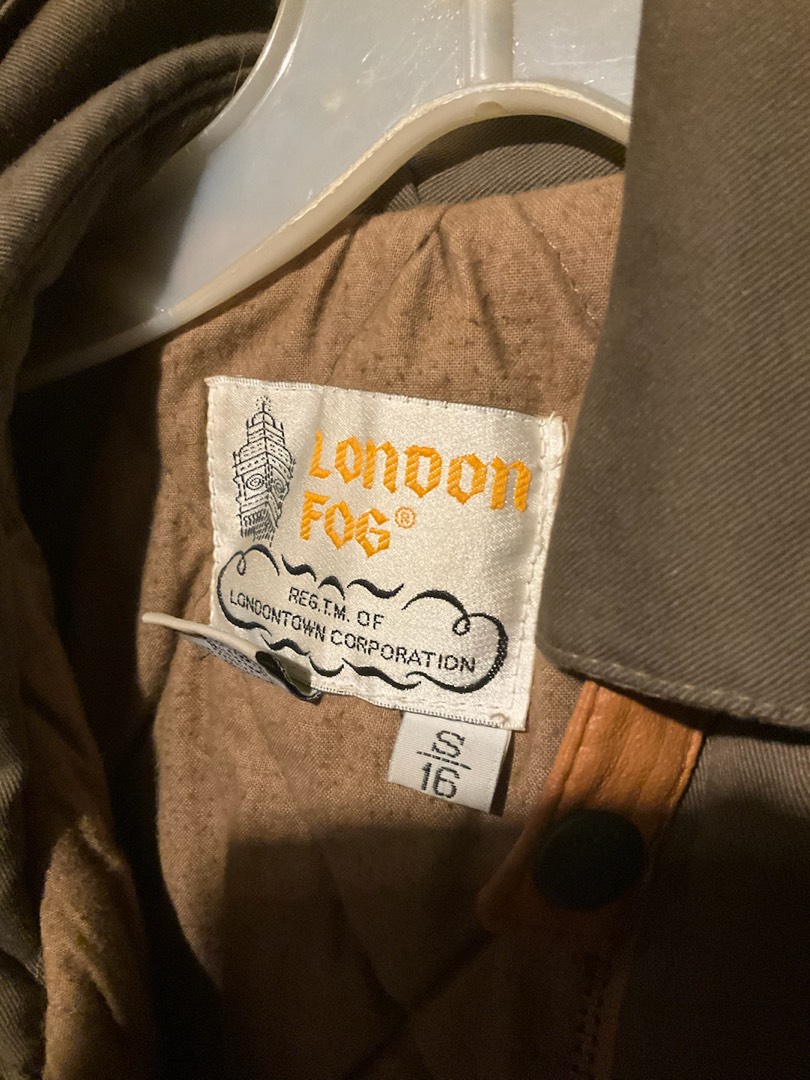 LONDON
FOG®
REG.T.M. OF
LONDONTOWN CORPORATION
S
16